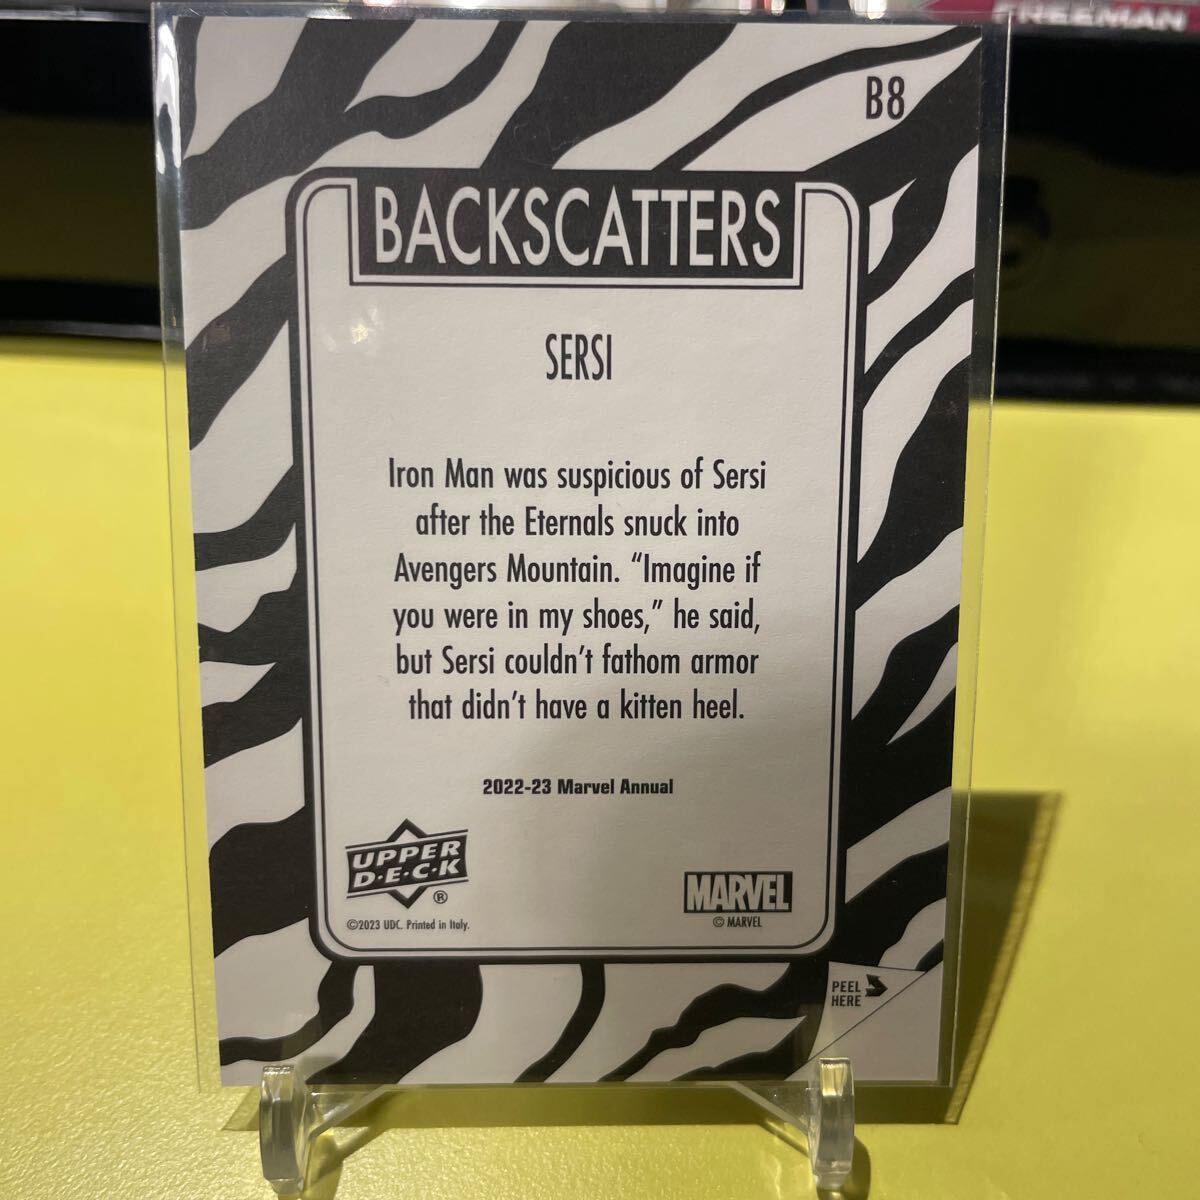 FREEMAN
B8
BACKSCATTERS
SERSI
Iron Man was suspicious of Sersi
after the Eternals snuck into
Avengers Mountain. “Imagine if
you were in my shoes,” he said,
but Sersi couldn’t fathom armor
that didn’t have a kitten heel.
2022-23 Marvel Annual
UPPER
D·E·C·K
®
©2023 UDC. Printed in Italy.
MARVEL
© MARVEL
PEEL
HERE